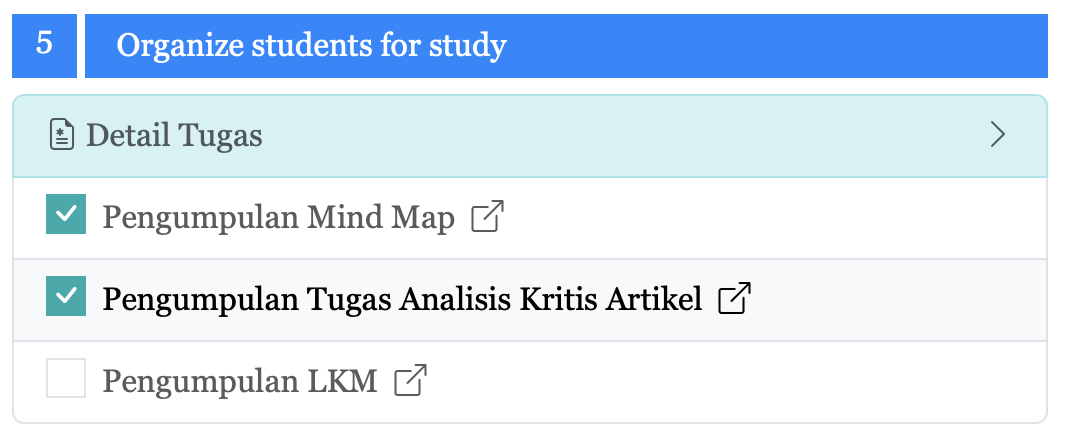 5 Organize students for study
Detail Tugas
Pengumpulan Mind Map
Pengumpulan Tugas Analisis Kritis Artikel
Pengumpulan LKM